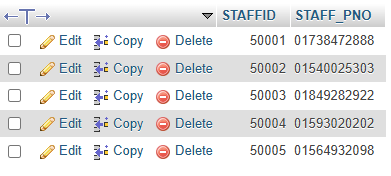 STAFFID STAFF_PNO
Edit Copy Delete 50001 01738472888
Edit Copy Delete 50002 01540025303
Edit Copy Delete 50003 01849282922
Edit Copy Delete 50004 01593020202
Edit Copy Delete 50005 01564932098